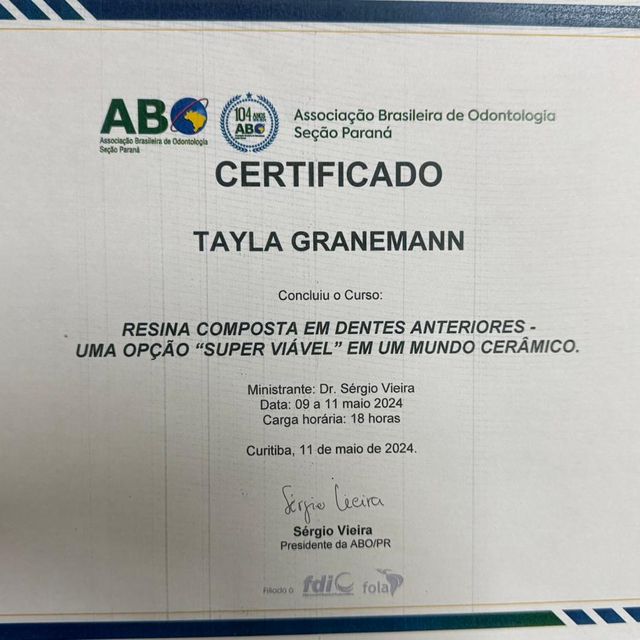 ABO
Associação Brasileira de Odontologia
Seção Paraná
104 ANOS
ABO
Associação Brasileira de Odontologia
Seção Paraná
CERTIFICADO
TAYLA GRANEMANN
Concluiu o Curso:
RESINA COMPOSTA EM DENTES ANTERIORES -
UMA OPÇÃO “SUPER VIÁVEL” EM UM MUNDO CERÂMICO.
Ministrante: Dr. Sérgio Vieira
Data: 09 a 11 maio 2024
Carga horária: 18 horas
Curitiba, 11 de maio de 2024.
Sérgio Vieira
Sérgio Vieira
Presidente da ABO/PR
Filiado à fdi fola